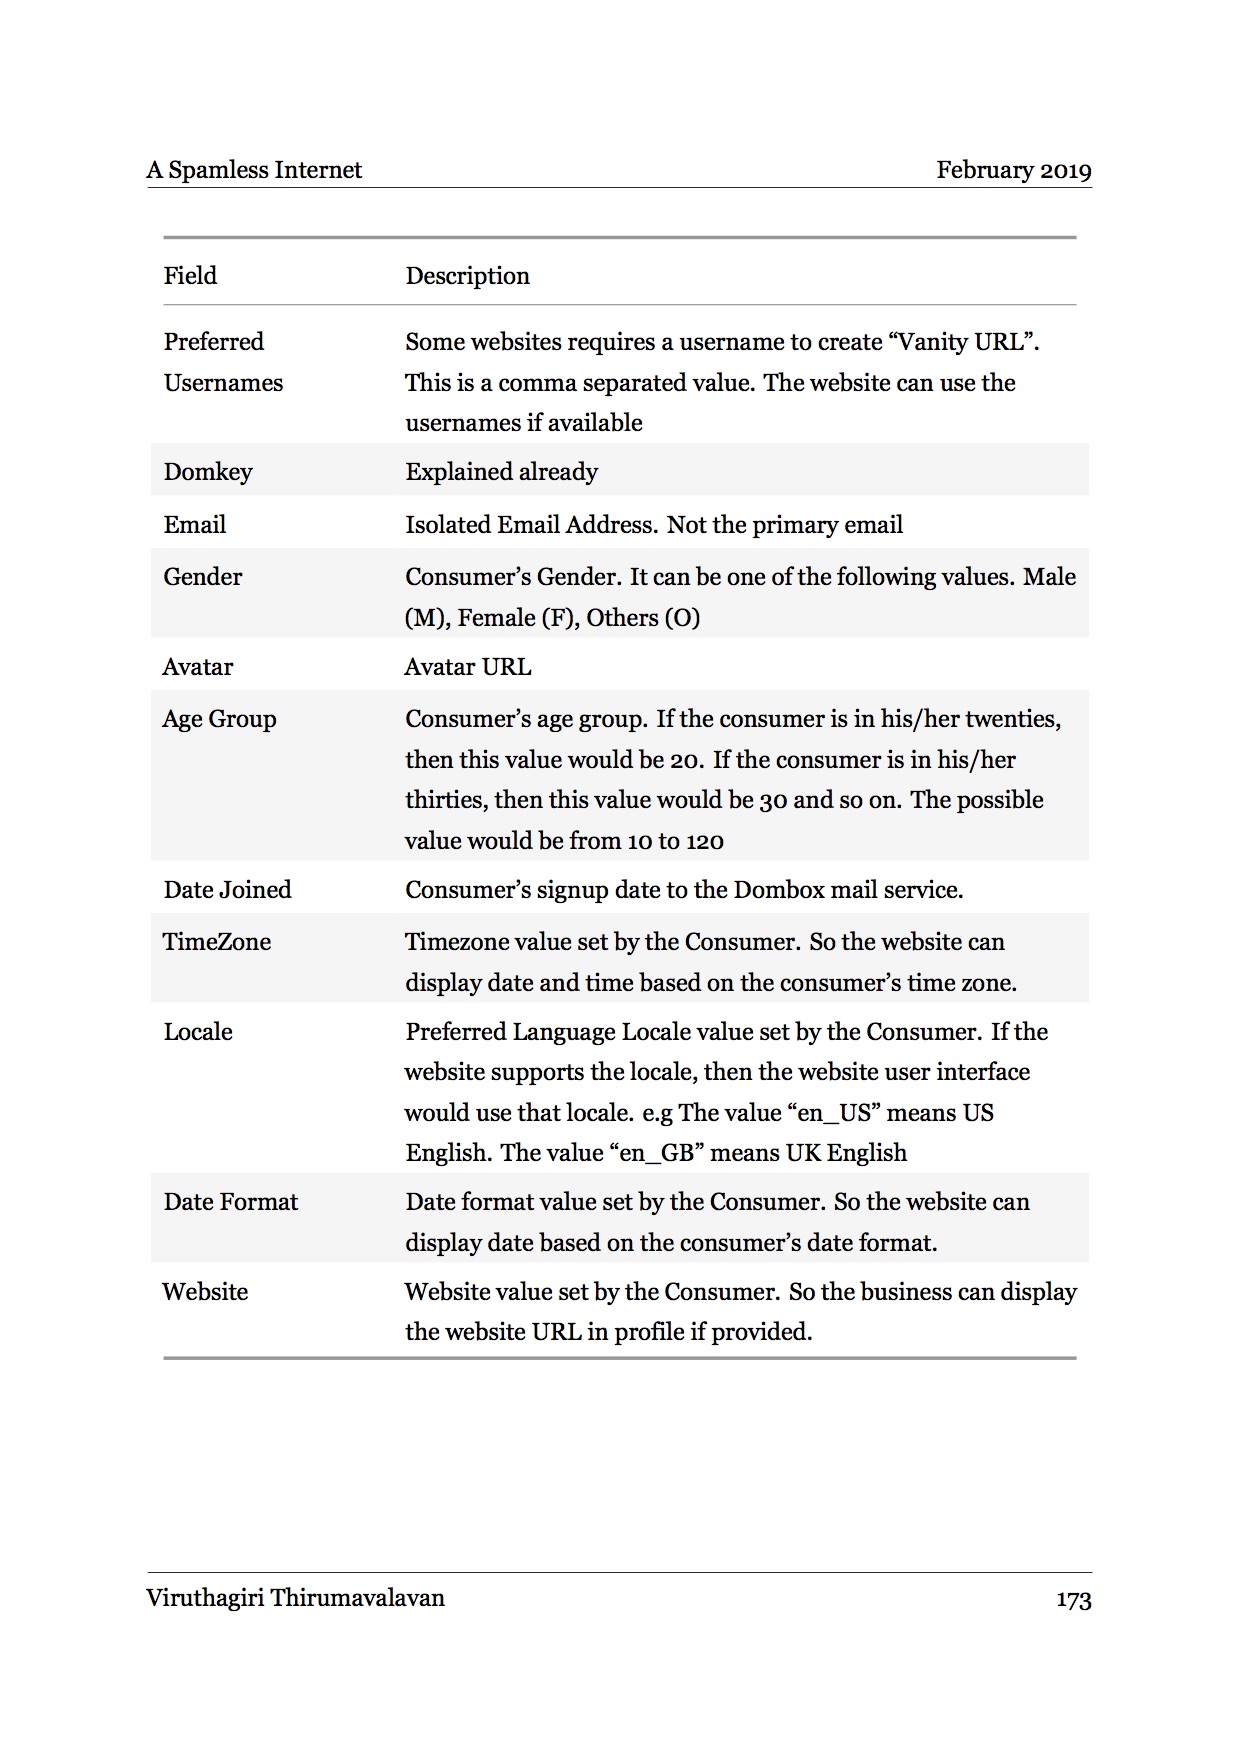 A Spamless Internet February 2019
Field Description
Preferred Some websites requires a username to create “Vanity URL”.
Usernames This is a comma separated value. The website can use the
usernames if available
Domkey Explained already
Email Isolated Email Address. Not the primary email
Gender Consumer’s Gender. It can be one of the following values. Male
(M), Female (F), Others (O)
Avatar Avatar URL
Age Group Consumer’s age group. If the consumer is in his/her twenties,
then this value would be 20. If the consumer is in his/her
thirties, then this value would be 30 and so on. The possible
value would be from 10 to 120
Date Joined Consumer’s signup date to the Dombox mail service.
TimeZone Timezone value set by the Consumer. So the website can
display date and time based on the consumer’s time zone.
Locale Preferred Language Locale value set by the Consumer. If the
website supports the locale, then the website user interface
would use that locale. e.g The value “en_US” means US
English. The value “en_GB” means UK English
Date Format Date format value set by the Consumer. So the website can
display date based on the consumer’s date format.
Website Website value set by the Consumer. So the business can display
the website URL in profile if provided.
Viruthagiri Thirumavalavan 173